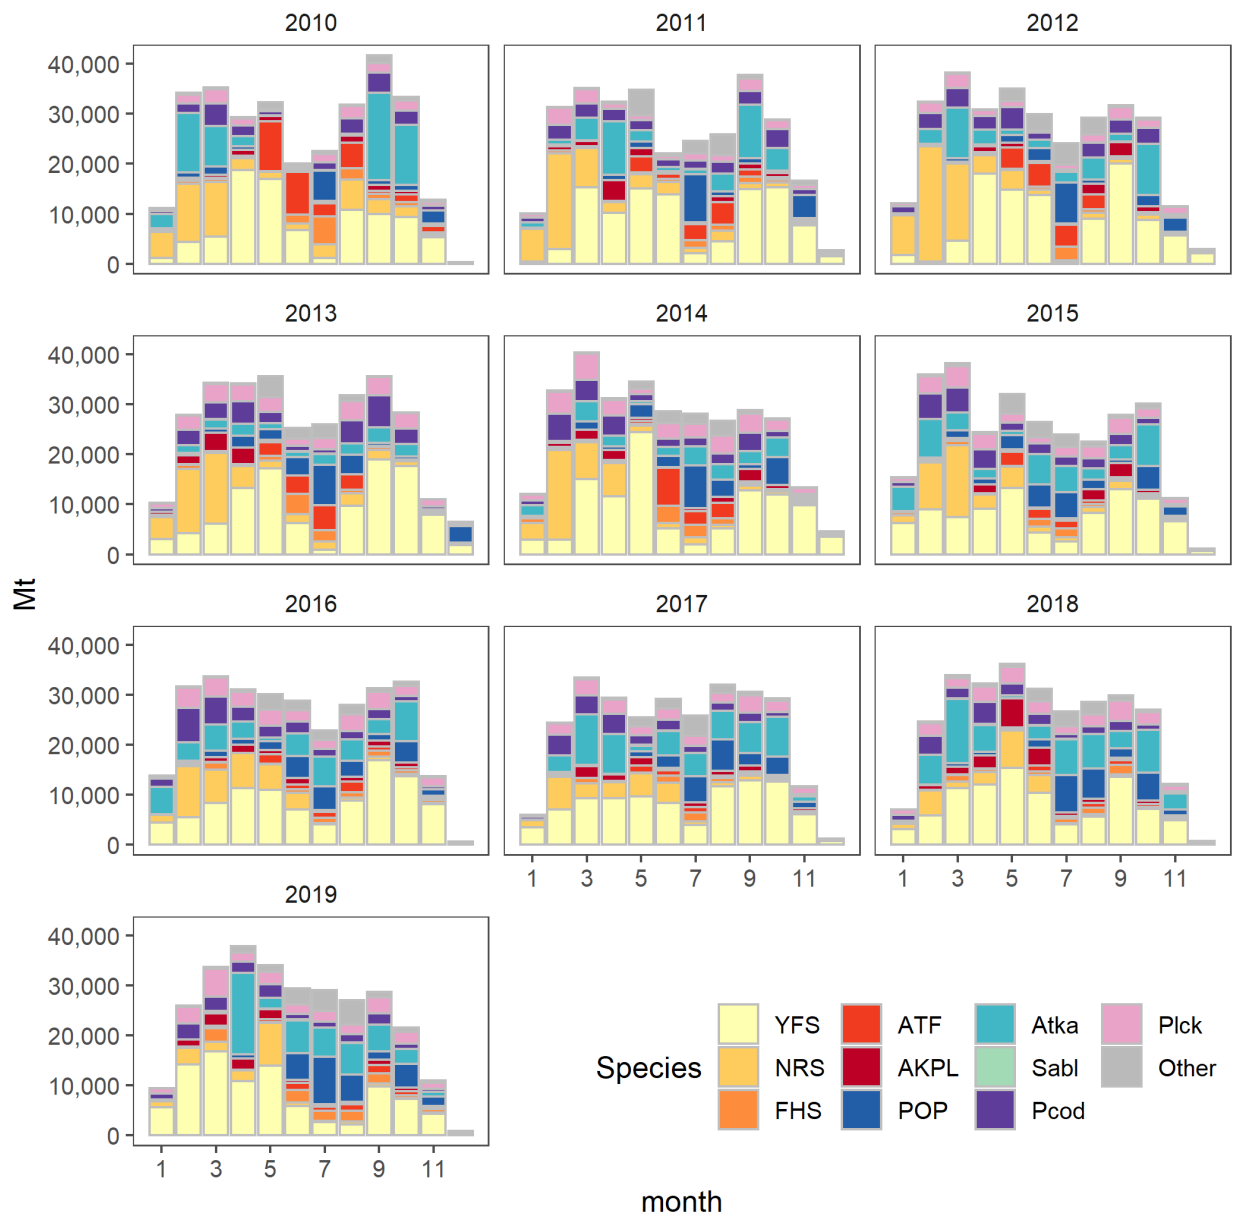 2010 2011 2012
40,000
30,000
20,000
10,000
0
2013 2014 2015
40,000
30,000
20,000
10,000
0
Mt
2016 2017 2018
40,000
30,000
20,000
10,000
0
1 3 5 7 9 11 1 3 5 7 9 11
2019
40,000
30,000
20,000
10,000
0
1 3 5 7 9 11
month
Species
YFS ATF Atka Plck
NRS AKPL Sabl Other
FHS POP Pcod